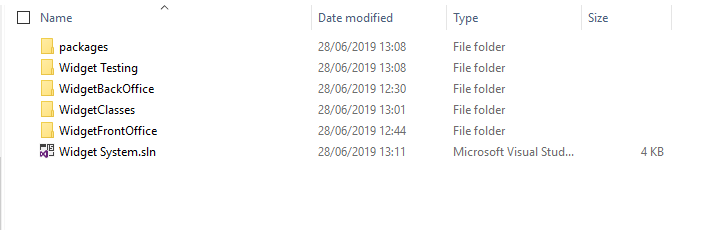 Name Date modified Type Size
packages 28/06/2019 13:08 File folder
Widget Testing 28/06/2019 13:08 File folder
WidgetBackOffice 28/06/2019 12:30 File folder
WidgetClasses 28/06/2019 13:01 File folder
WidgetFrontOffice 28/06/2019 12:44 File folder
Widget System.sln 28/06/2019 13:11 Microsoft Visual Stud... 4 KB